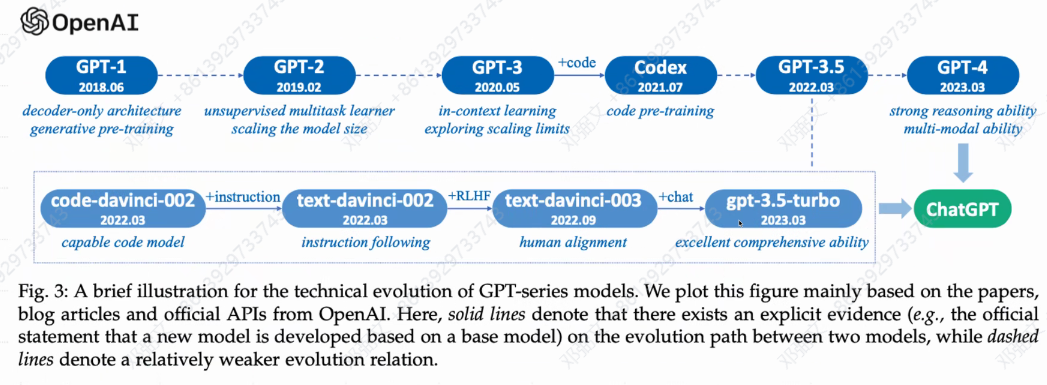 OpenAI
GPT-1
2018.06
GPT-2
2019.02
GPT-3
2020.05
+code
Codex
2021.07
GPT-3.5
2022.03
GPT-4
2023.03
decoder-only architecture
generative pre-training
unsupervised multitask learner
scaling the model size
in-context learning
exploring scaling limits
code pre-training
strong reasoning ability
multi-modal ability
code-davinci-002
2022.03
+instruction
text-davinci-002
2022.03
+RLHF
text-davinci-003
2022.09
+chat
gpt-3.5-turbo
2023.03
ChatGPT
capable code model
instruction following
human alignment
excellent comprehensive ability
Fig. 3: A brief illustration for the technical evolution of GPT-series models. We plot this figure mainly based on the papers,
blog articles and official APIs from OpenAI. Here, solid lines denote that there exists an explicit evidence (e.g., the official
statement that a new model is developed based on a base model) on the evolution path between two models, while dashed
lines denote a relatively weaker evolution relation.